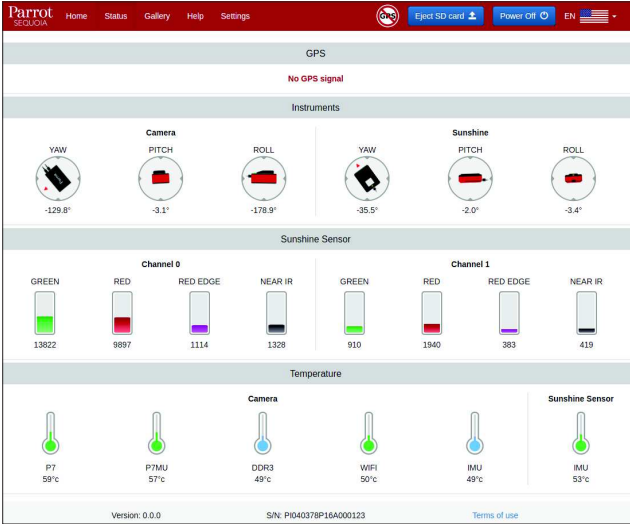 Parrot
SEQUOIA
Home Status Gallery Help Settings GPS Eject SD card Power Off EN
GPS
No GPS signal
Instruments
Camera Sunshine
YAW PITCH ROLL YAW PITCH ROLL
-129.8° -3.1° -178.9° -35.5° -2.0° -3.4°
Sunshine Sensor
Channel 0 Channel 1
GREEN RED RED EDGE NEAR IR GREEN RED RED EDGE NEAR IR
13822 9897 1114 1328 910 1940 383 419
Temperature
Camera Sunshine Sensor
P7 P7MU DDR3 WIFI IMU IMU
59°c 57°c 49°c 50°c 49°c 53°c
Version: 0.0.0 S/N: PI040378P16A000123 Terms of use